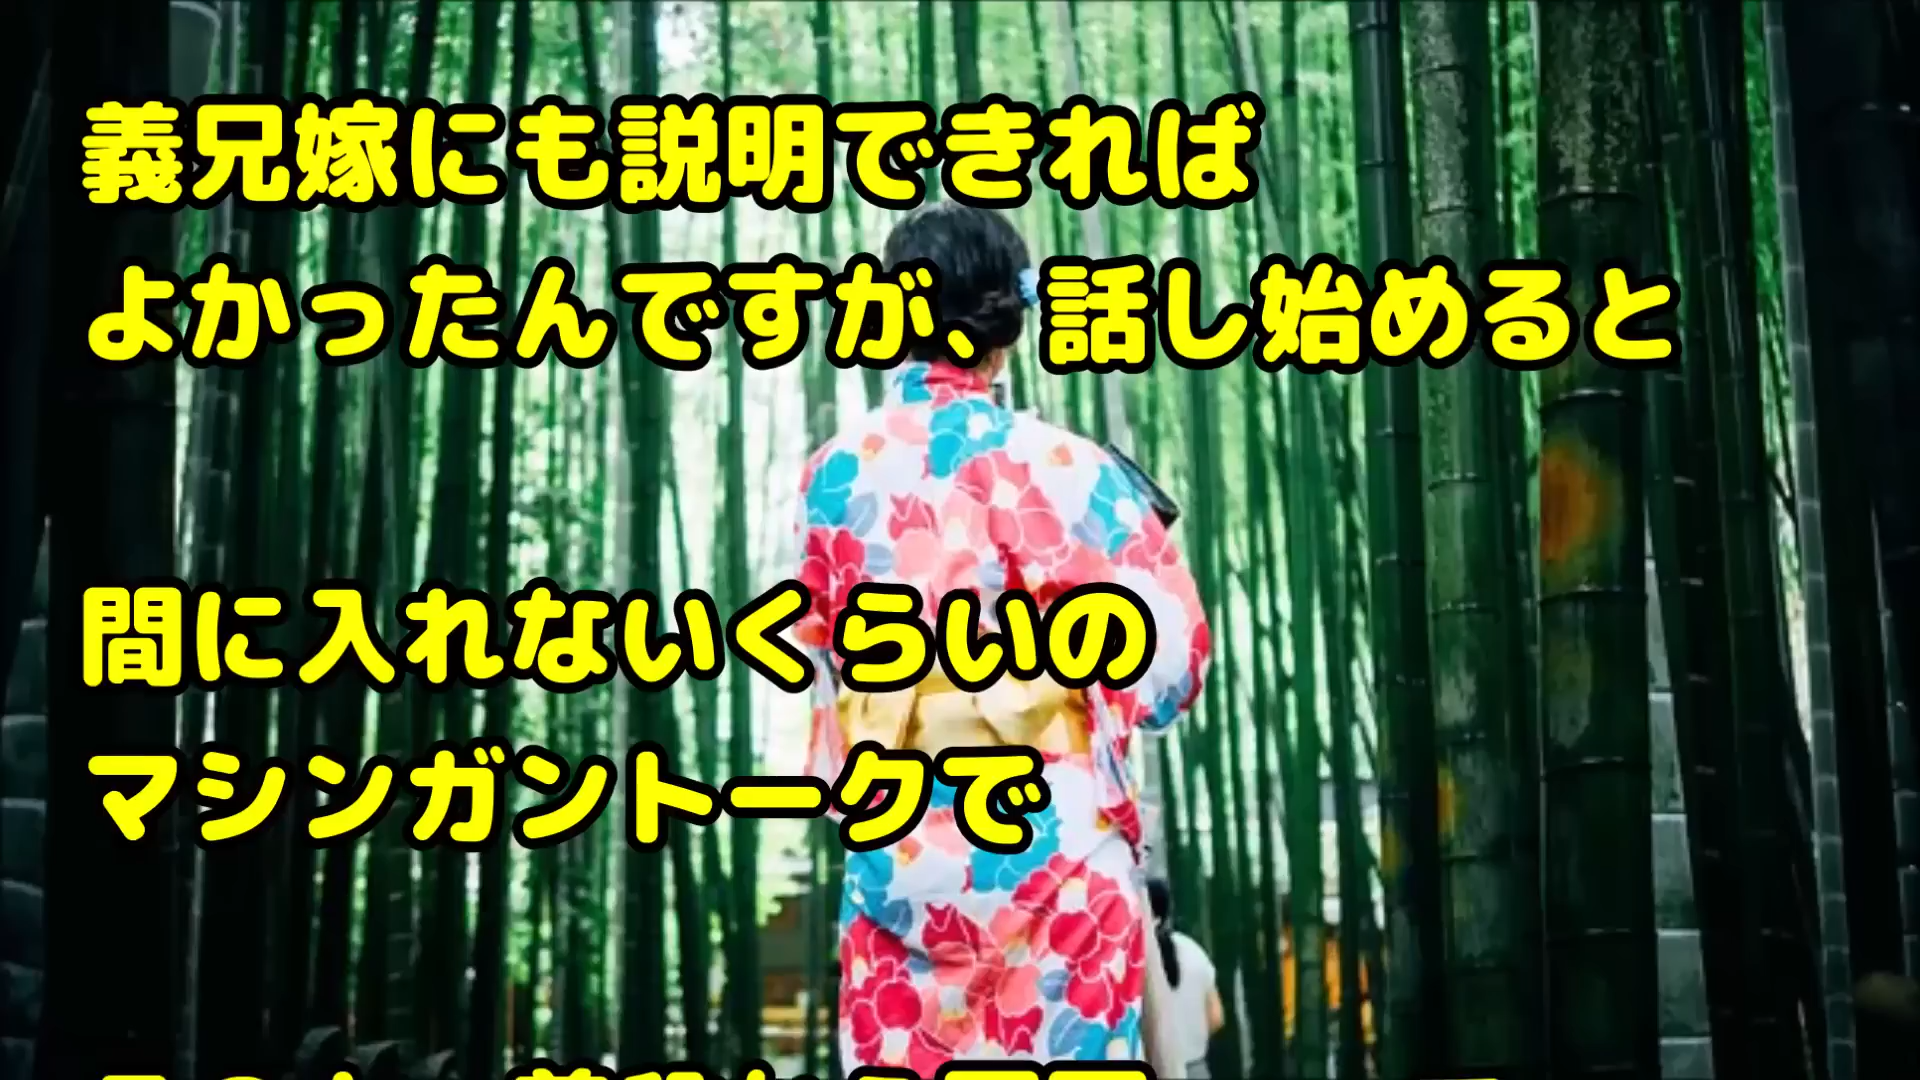 義兄嫁にも説明できれば
よかったんですが、話し始めると
間に入れないくらいの
マシンガントークで